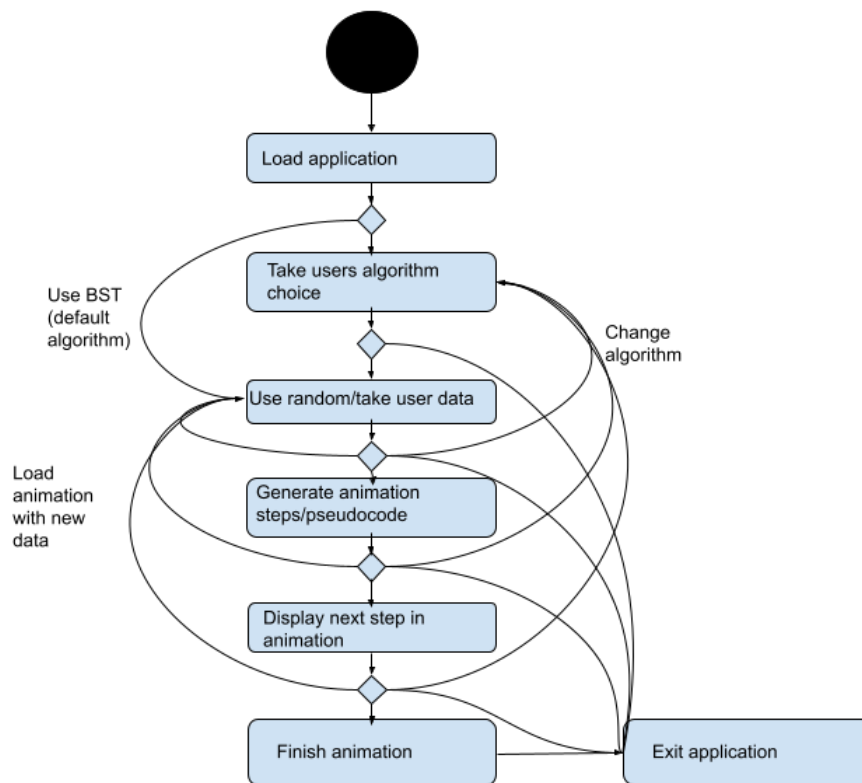 Load application
Take users algorithm
choice
Use BST
(default
algorithm)
Change
algorithm
Use random/take user data
Load
animation
with new
data
Generate animation
steps/pseudocode
Display next step in
animation
Finish animation
Exit application